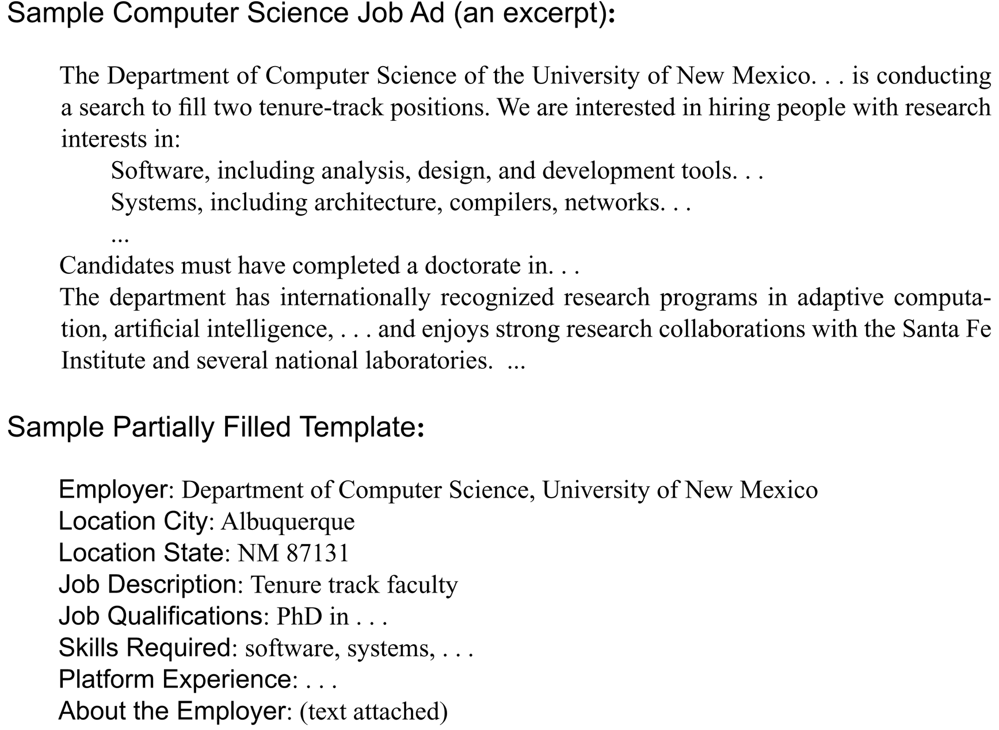 Sample Computer Science Job Ad (an excerpt):
The Department of Computer Science of the University of New Mexico. . . is conducting
a search to fill two tenure-track positions. We are interested in hiring people with research
interests in:
Software, including analysis, design, and development tools. . .
Systems, including architecture, compilers, networks. . .
...
Candidates must have completed a doctorate in. . .
The department has internationally recognized research programs in adaptive computa-
tion, artificial intelligence, . . . and enjoys strong research collaborations with the Santa Fe
Institute and several national laboratories. ...
Sample Partially Filled Template:
Employer: Department of Computer Science, University of New Mexico
Location City: Albuquerque
Location State: NM 87131
Job Description: Tenure track faculty
Job Qualifications: PhD in . . .
Skills Required: software, systems, . . .
Platform Experience: . . .
About the Employer: (text attached)